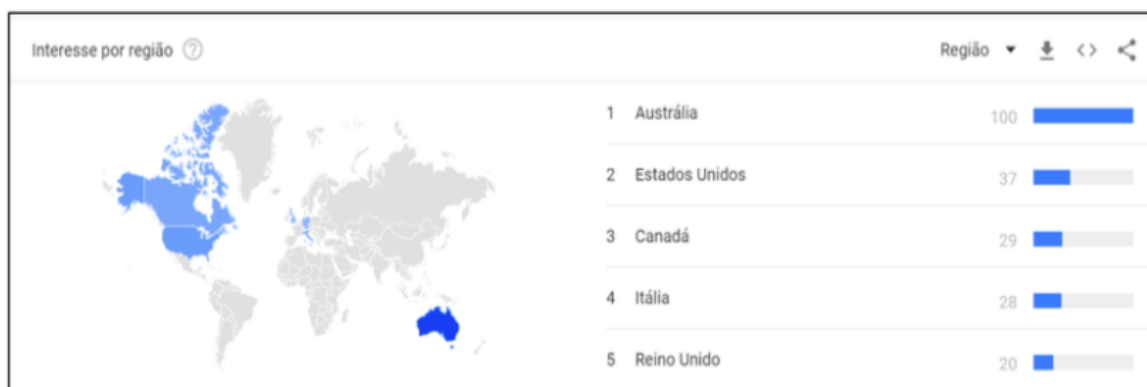 Interesse por região ?
Região
1 Austrália 100
2 Estados Unidos 37
3 Canadá 29
4 Itália 28
5 Reino Unido 20